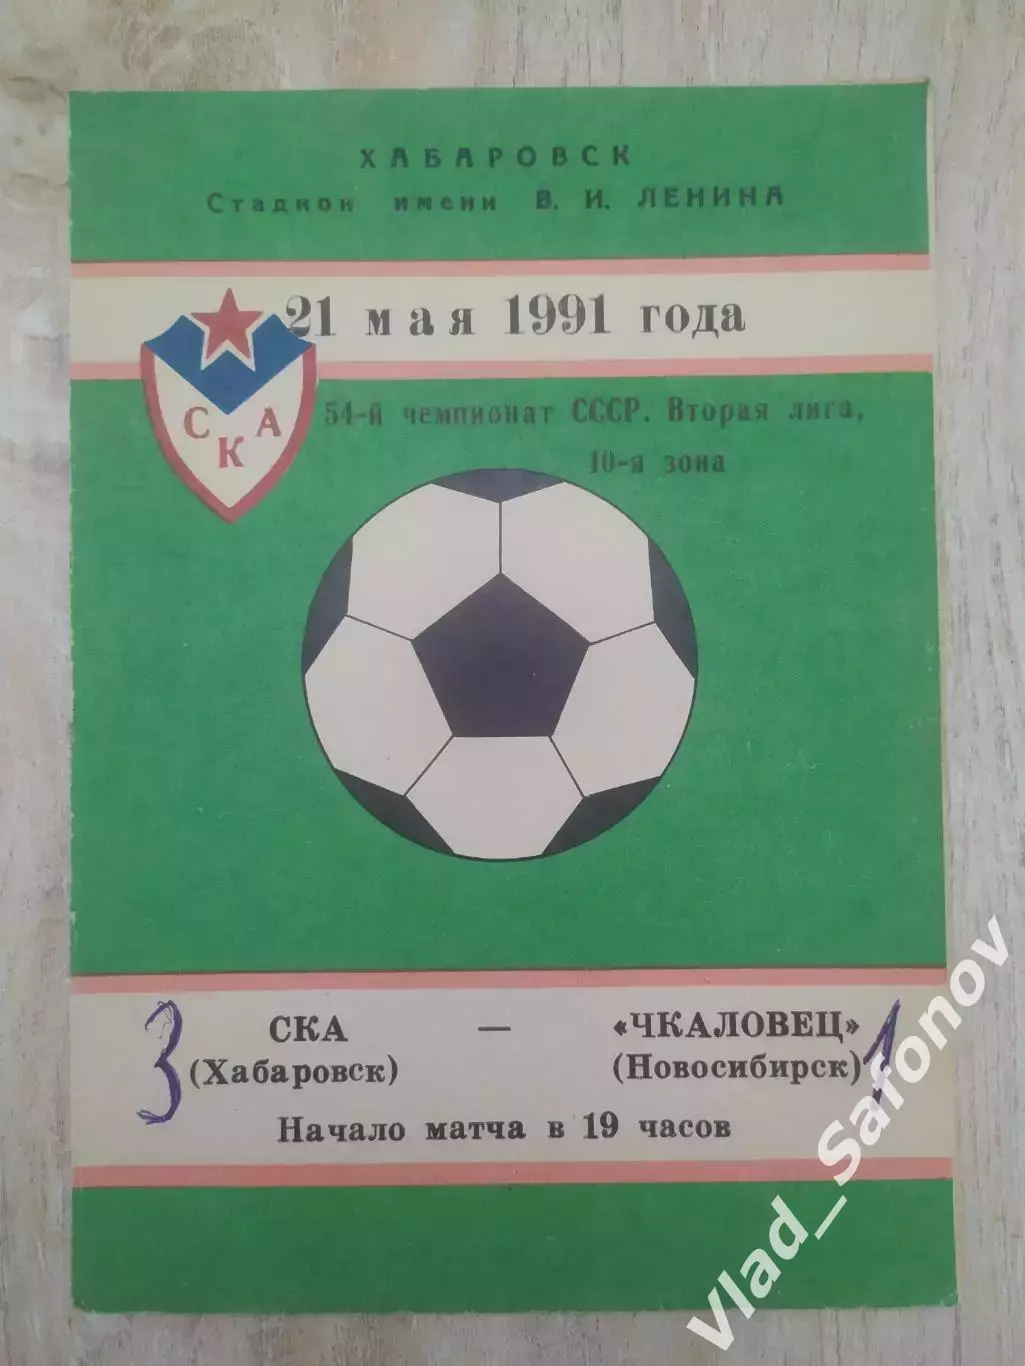 ХАБАРОВСК
Стадион имени В. И. ЛЕНИНА
21 мая 1991 года
СКА
54-й чемпионат СССР. Вторая лига,
10-я зона
3 СКА — «ЧКАЛОВЕЦ» 1
(Хабаровск) (Новосибирск)
Начало матча в 19 часов
Vlad_Safonov